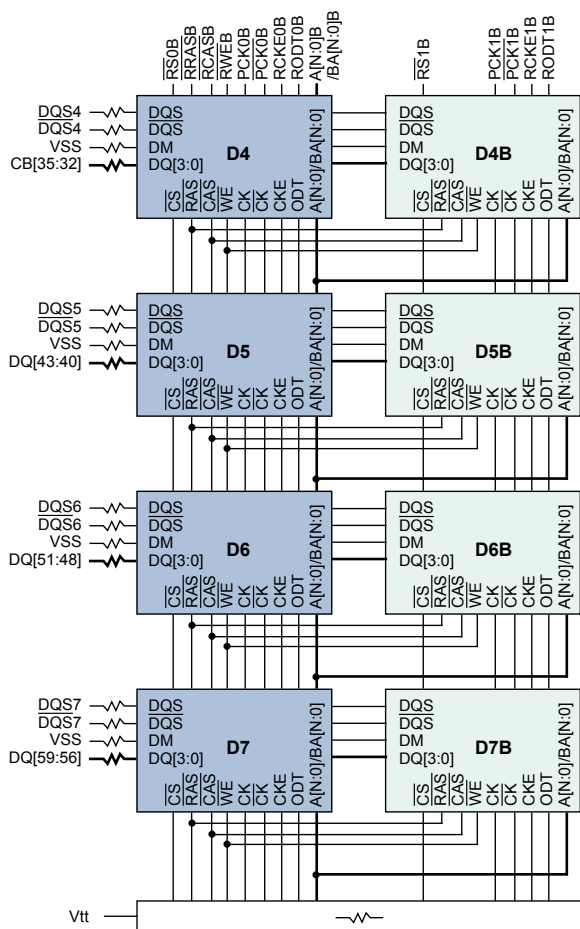 RS0B
RRASB
RCASB
RWEB
PCK0B
PCK0B
RCKE0B
RODT0B
A[N:0]B
/BA[N:0]B
RS1B
PCK1B
PCK1B
RCKE1B
RODT1B
DQS4
DQS4
VSS
CB[35:32]
DQS
DQS
DM
DQ[3:0]
D4
CS
RAS
CAS
WE
CK
CK
CKE
ODT
A[N:0]/BA[N:0]
DQS
DQS
DM
DQ[3:0]
D4B
CS
RAS
CAS
WE
CK
CK
CKE
ODT
A[N:0]/BA[N:0]
DQS5
DQS5
VSS
DQ[43:40]
DQS
DQS
DM
DQ[3:0]
D5
CS
RAS
CAS
WE
CK
CK
CKE
ODT
A[N:0]/BA[N:0]
DQS
DQS
DM
DQ[3:0]
D5B
CS
RAS
CAS
WE
CK
CK
CKE
ODT
A[N:0]/BA[N:0]
DQS6
DQS6
VSS
DQ[51:48]
DQS
DQS
DM
DQ[3:0]
D6
CS
RAS
CAS
WE
CK
CK
CKE
ODT
A[N:0]/BA[N:0]
DQS
DQS
DM
DQ[3:0]
D6B
CS
RAS
CAS
WE
CK
CK
CKE
ODT
A[N:0]/BA[N:0]
DQS7
DQS7
VSS
DQ[59:56]
DQS
DQS
DM
DQ[3:0]
D7
CS
RAS
CAS
WE
CK
CK
CKE
ODT
A[N:0]/BA[N:0]
DQS
DQS
DM
DQ[3:0]
D7B
CS
RAS
CAS
WE
CK
CK
CKE
ODT
A[N:0]/BA[N:0]
Vtt